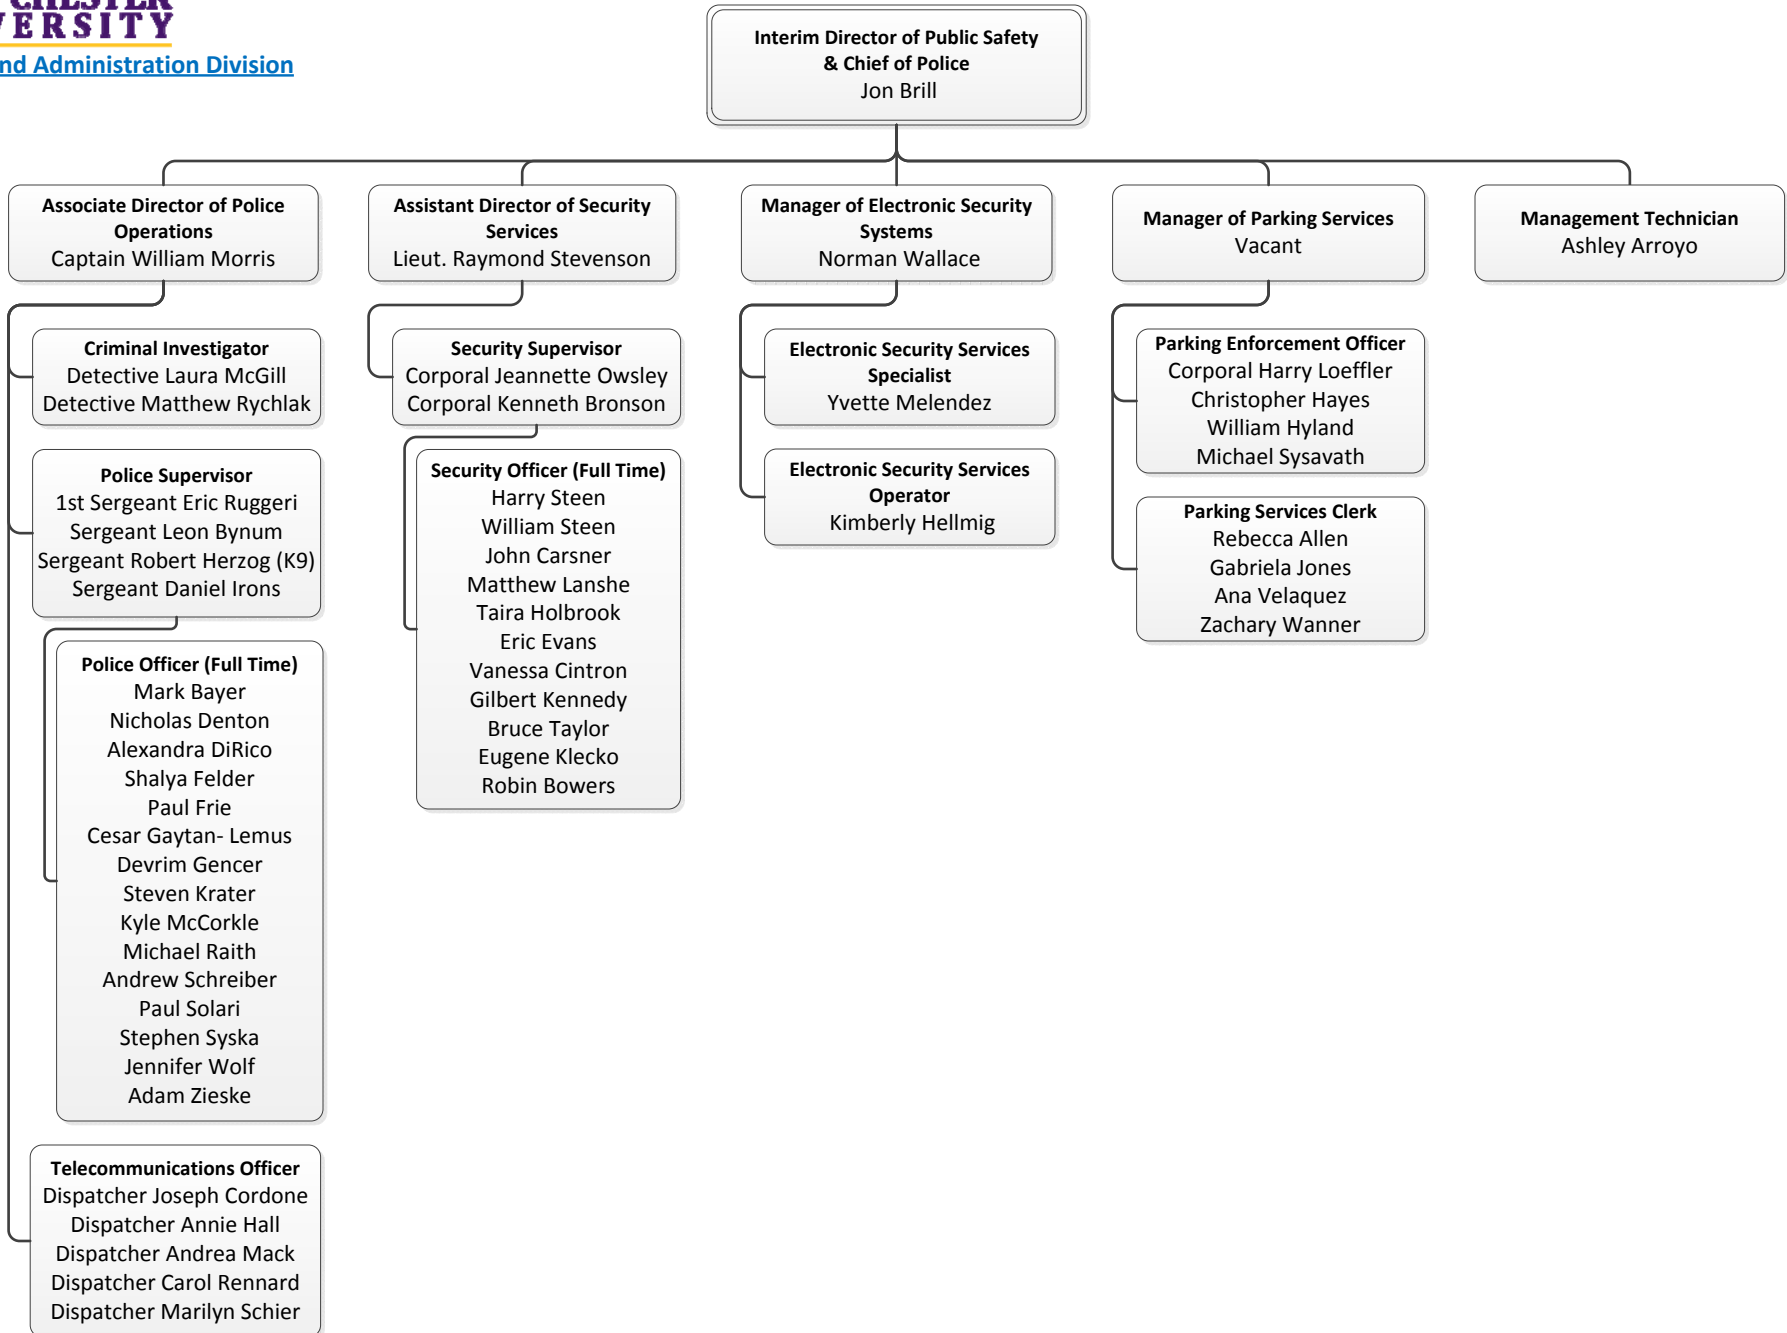 CHESTER
VERSITY
nd Administration Division
Interim Director of Public Safety
& Chief of Police
Jon Brill
Associate Director of Police
Operations
Captain William Morris
Criminal Investigator
Detective Laura McGill
Detective Matthew Rychlak
Police Supervisor
1st Sergeant Eric Ruggeri
Sergeant Leon Bynum
Sergeant Robert Herzog (K9)
Sergeant Daniel Irons
Police Officer (Full Time)
Mark Bayer
Nicholas Denton
Alexandra DiRico
Shalya Felder
Paul Frie
Cesar Gaytan- Lemus
Devrim Gencer
Steven Krater
Kyle McCorkle
Michael Raith
Andrew Schreiber
Paul Solari
Stephen Syska
Jennifer Wolf
Adam Zieske
Telecommunications Officer
Dispatcher Joseph Cordone
Dispatcher Annie Hall
Dispatcher Andrea Mack
Dispatcher Carol Rennard
Dispatcher Marilyn Schier
Assistant Director of Security
Services
Lieut. Raymond Stevenson
Security Supervisor
Corporal Jeannette Owsley
Corporal Kenneth Bronson
Security Officer (Full Time)
Harry Steen
William Steen
John Carsner
Matthew Lanshe
Taira Holbrook
Eric Evans
Vanessa Cintron
Gilbert Kennedy
Bruce Taylor
Eugene Klecko
Robin Bowers
Manager of Electronic Security
Systems
Norman Wallace
Electronic Security Services
Specialist
Yvette Melendez
Electronic Security Services
Operator
Kimberly Hellmig
Manager of Parking Services
Vacant
Parking Enforcement Officer
Corporal Harry Loeffler
Christopher Hayes
William Hyland
Michael Sysavath
Parking Services Clerk
Rebecca Allen
Gabriela Jones
Ana Velaquez
Zachary Wanner
Management Technician
Ashley Arroyo